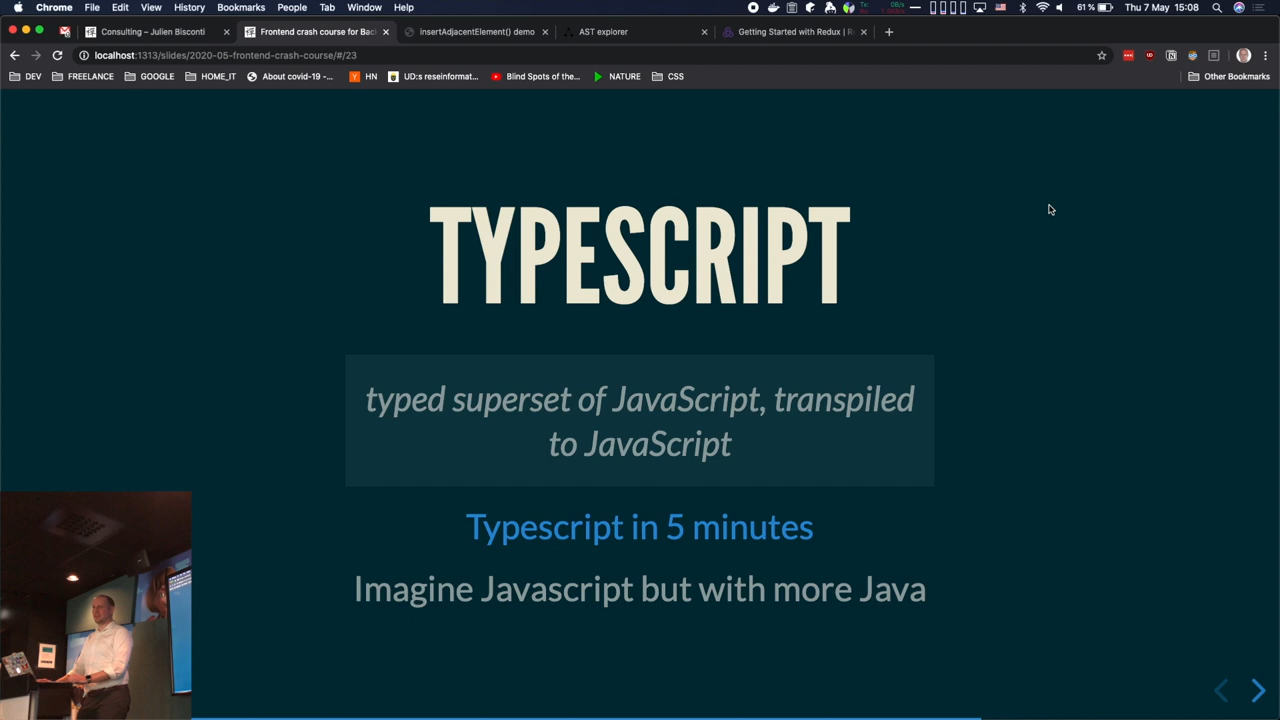 Chrome File Edit View History Bookmarks People Tab Window Help
61% Thu 7 May 15:08
Consulting – Julien Bisconti
Frontend crash course for Bac
insertAdjacentElement() demo
AST explorer
Getting Started with Redux | R
localhost:1313/slides/2020-05-frontend-crash-course/#/23
DEV FREELANCE GOOGLE HOME_IT About covid-19 -... HN UD:s reseinformat... Blind Spots of the... NATURE CSS Other Bookmarks
TYPESCRIPT
typed superset of JavaScript, transpiled
to JavaScript
Typescript in 5 minutes
Imagine Javascript but with more Java